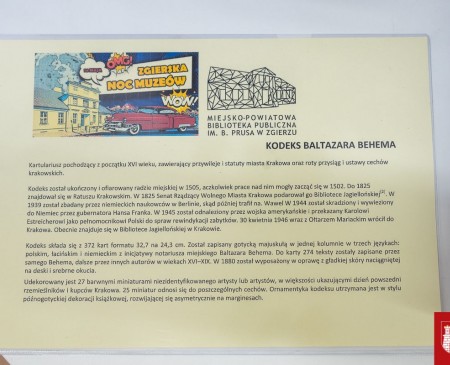 OMG!
ZGIERSKA
NOC MUZEÓW
WOW!
MIEJSKO-POWIATOWA
BIBLIOTEKA PUBLICZNA
IM. B. PRUSA W ZGIERZU
KODEKS BALTAZARA BEHEMA
Kartulariusz pochodzący z początku XVI wieku, zawierający przywileje i statuty miasta Krakowa oraz roty przysiąg i ustawy cechów
krakowskich.
Kodeks został ukończony i ofiarowany radzie miejskiej w 1505, aczkolwiek prace nad nim mogły zacząć się w 1502. Do 1825
znajdował się w Ratuszu Krakowskim. W 1825 Senat Rządzący Wolnego Miasta Krakowa podarował go Bibliotece Jagiellońskiej[2]. W
1939 został zbadany przez niemieckich naukowców w Berlinie, skąd później trafił na. Wawel W 1944 został skradziony i wywieziony
do Niemiec przez gubernatora Hansa Franka. W 1945 został odnaleziony przez wojska amerykańskie i przekazany Karolowi
Estreicherowi jako pełnomocnikowi Polski do spraw rewindykacji zabytków. 30 kwietnia 1946 wraz z Ołtarzem Mariackim wrócił do
Krakowa. Obecnie znajduje się w Bibliotece Jagiellońskiej w Krakowie.
Kodeks składa się z 372 kart formatu 32,7 na 24,3 cm. Został zapisany gotycką majuskułą w jednej kolumnie w trzech językach:
polskim, łacińskim i niemieckim z inicjatywy notariusza miejskiego Baltazara Behema. Do karty 274 teksty zostały zapisane przez
samego Behema, dalsze przez innych autorów w wiekach XVI–XIX. W 1880 został wyposażony w oprawę z gładkiej skóry naciągniętej
na deski i srebrne okucia.
Udekorowany jest 27 barwnymi miniaturami niezidentyfikowanego artysty lub artystów, w większości ukazującymi dzień powszedni
rzemieślników i kupców Krakowa. 25 miniatur odnosi się do poszczególnych cechów. Ornamentyka kodeksu utrzymana jest w stylu
późnogotyckiej dekoracji książkowej, rozwijającej się asymetrycznie na marginesach.